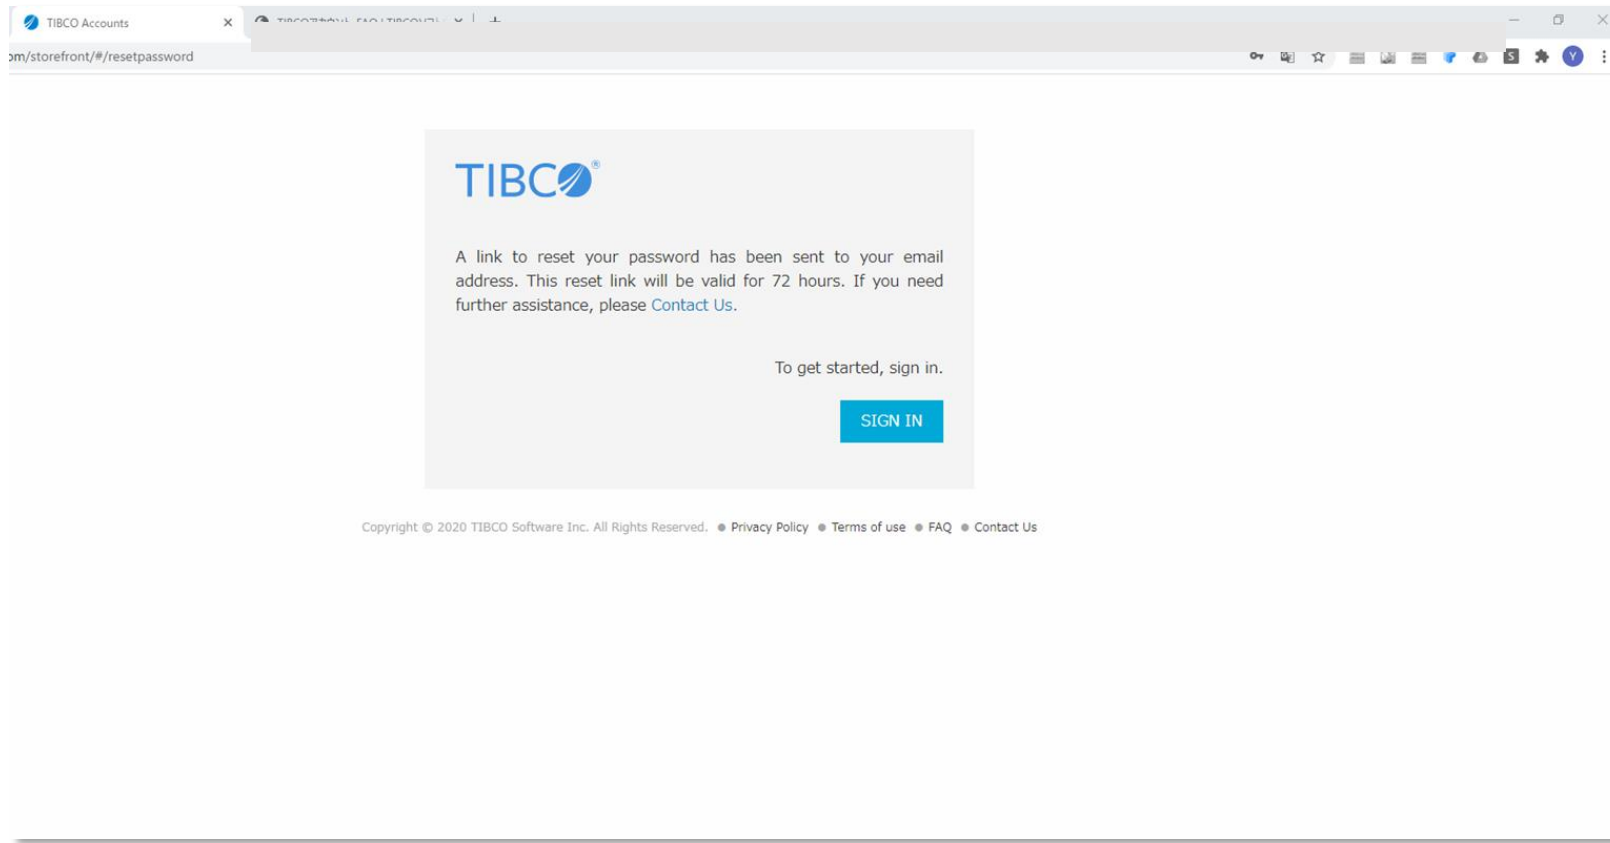 TIBCO Accounts
om/storefront/#/resetpassword
S
Y
TIBCO®
A link to reset your password has been sent to your email
address. This reset link will be valid for 72 hours. If you need
further assistance, please Contact Us.
To get started, sign in.
SIGN IN
Copyright © 2020 TIBCO Software Inc. All Rights Reserved. ● Privacy Policy ● Terms of use ● FAQ ● Contact Us